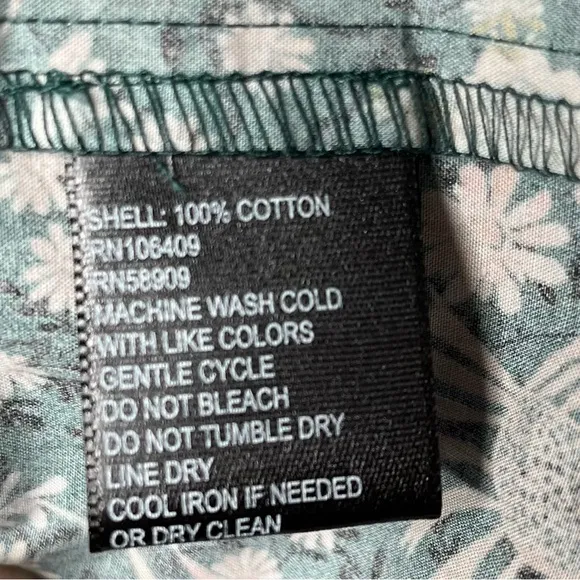 SHELL: 100% COTTON
RN106409
RN58909
MACHINE WASH COLD
WITH LIKE COLORS
GENTLE CYCLE
DO NOT BLEACH
DO NOT TUMBLE DRY
LINE DRY
COOL IRON IF NEEDED
OR DRY CLEAN